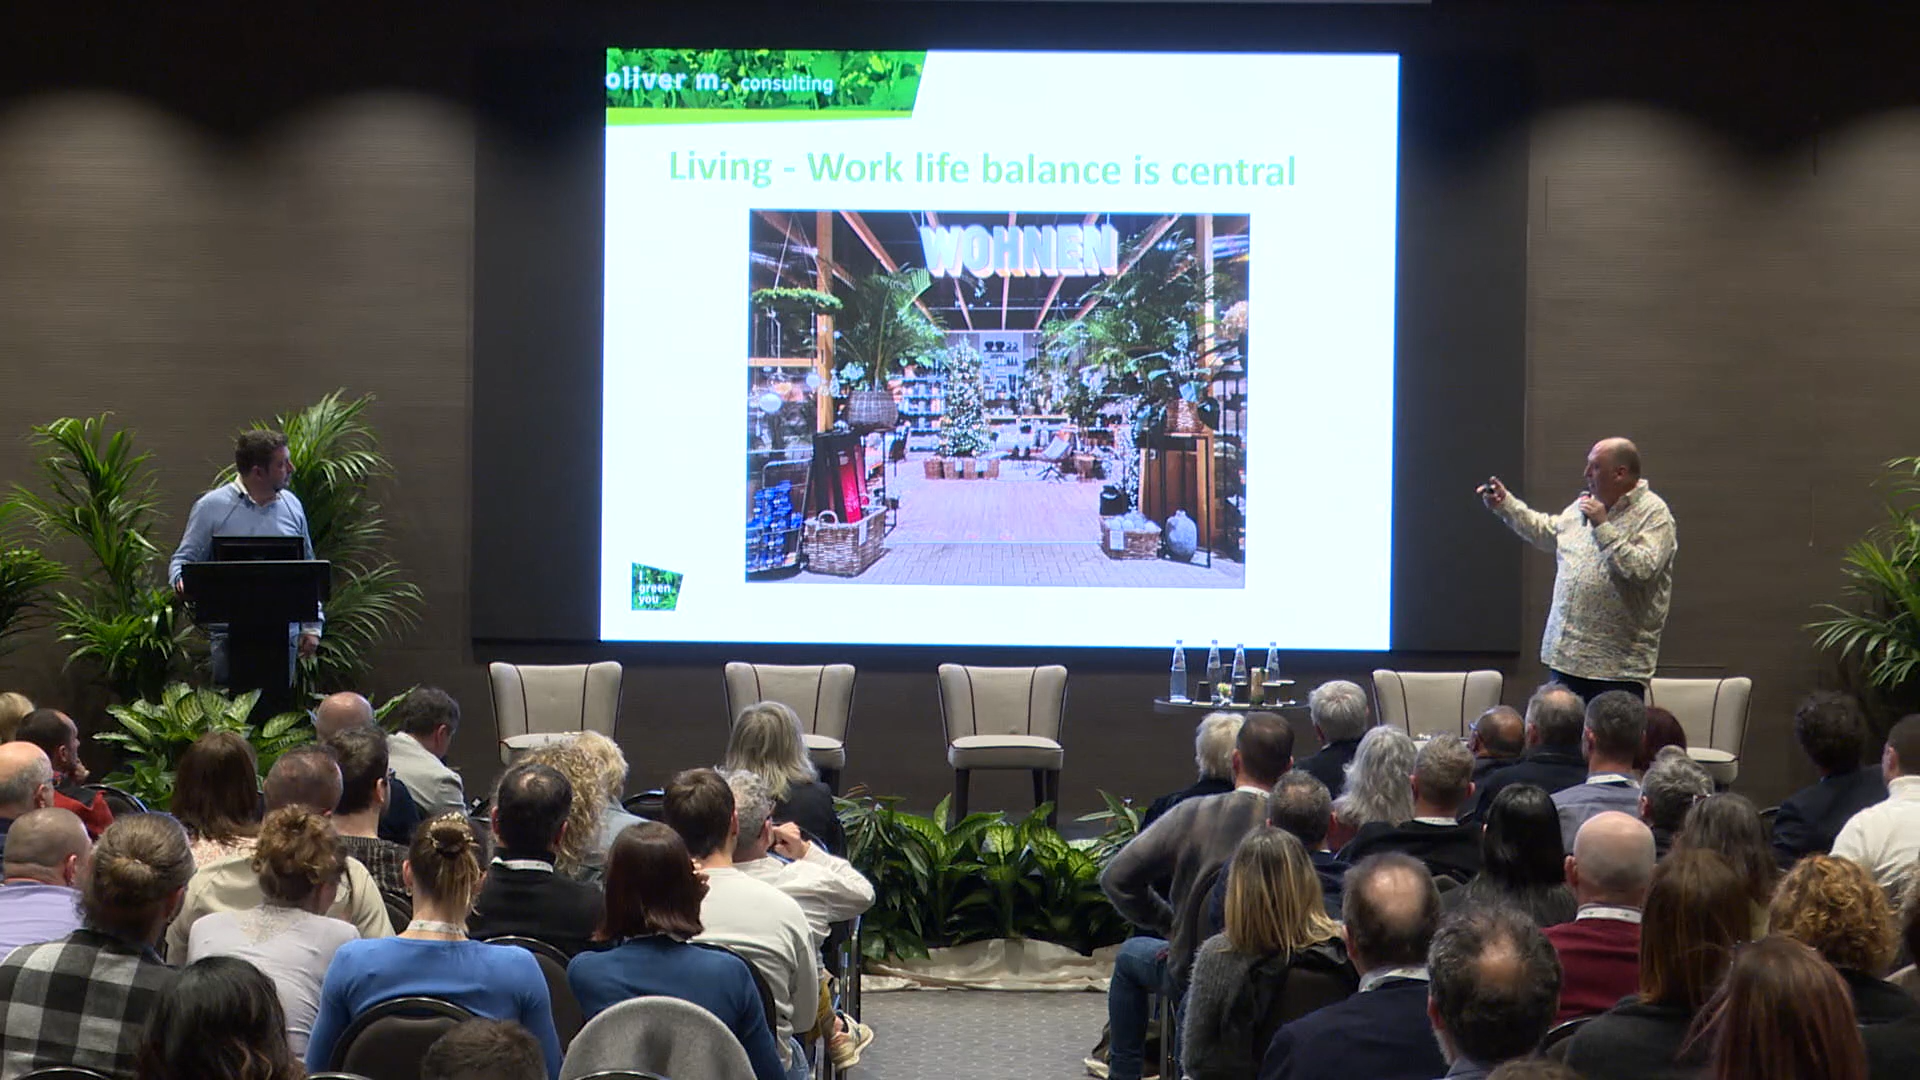 oliver m. consulting
Living - Work life balance is central
WOHNEN
green
you